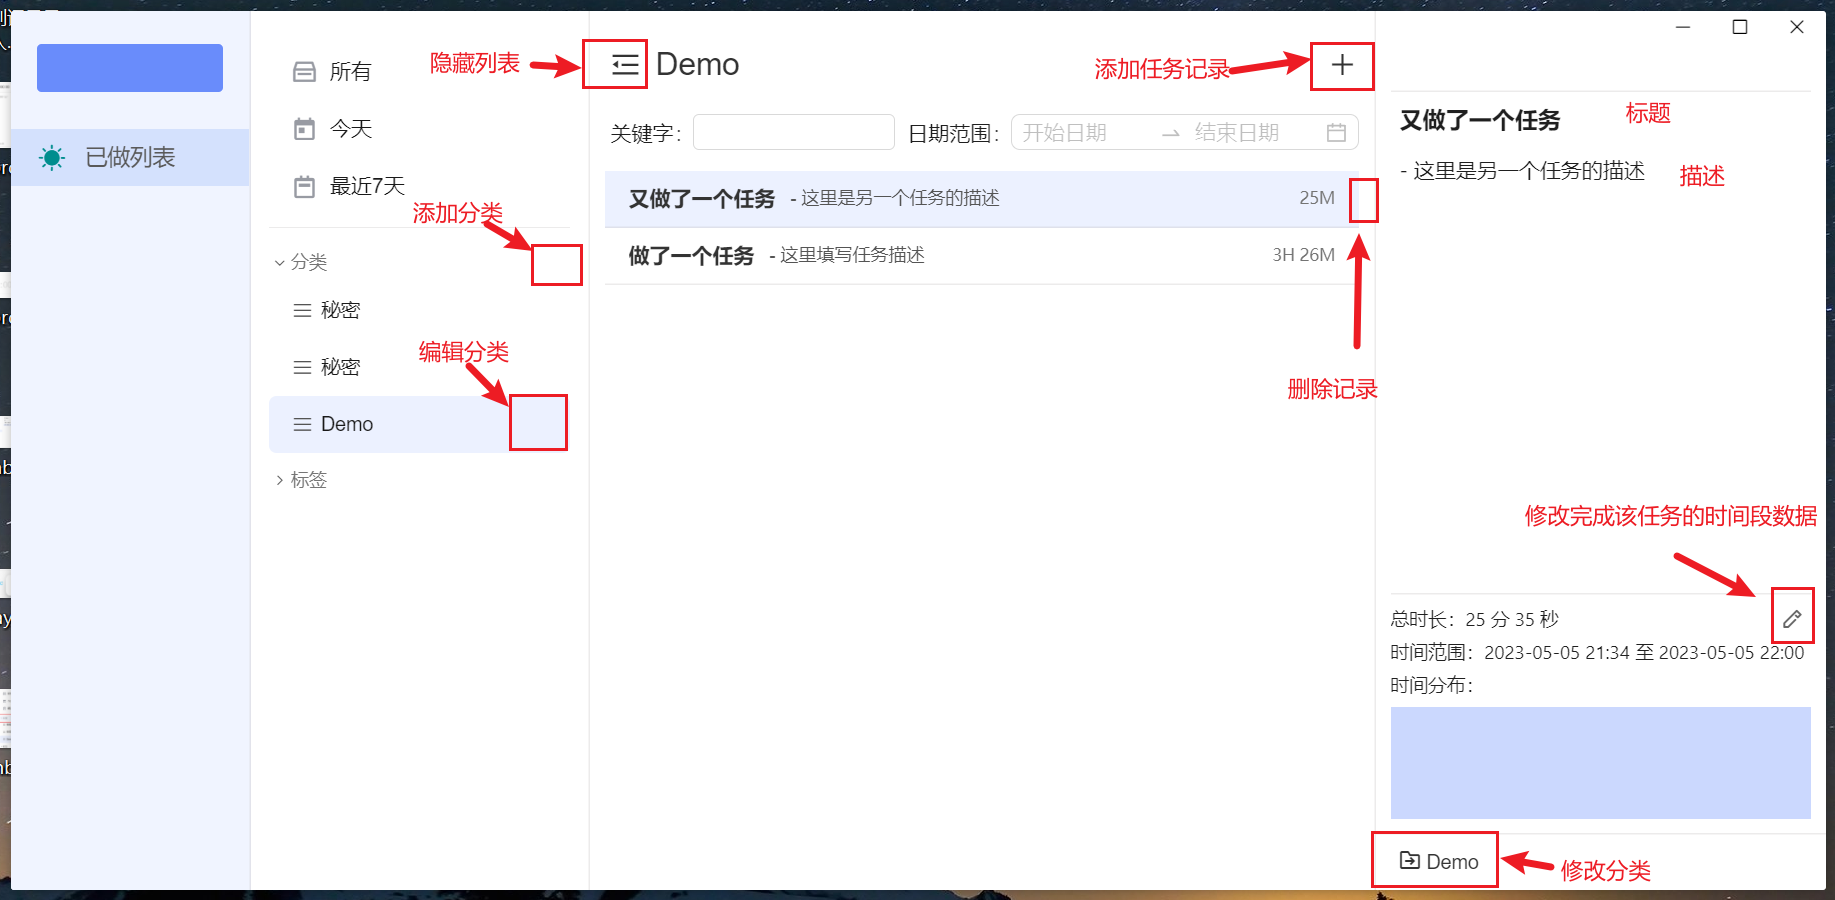 已做列表
所有
今天
最近7天
添加分类
分类
秘密
编辑分类
秘密
Demo
标签
隐藏列表
Demo
添加任务记录
关键字：
日期范围：
开始日期
结束日期
又做了一个任务 - 这里是另一个任务的描述 25M
做了一个任务 - 这里填写任务描述 3H 26M
删除记录
又做了一个任务
标题
- 这里是另一个任务的描述
描述
修改完成该任务的时间段数据
总时长：25 分 35 秒
时间范围：2023-05-05 21:34 至 2023-05-05 22:00
时间分布：
Demo
修改分类